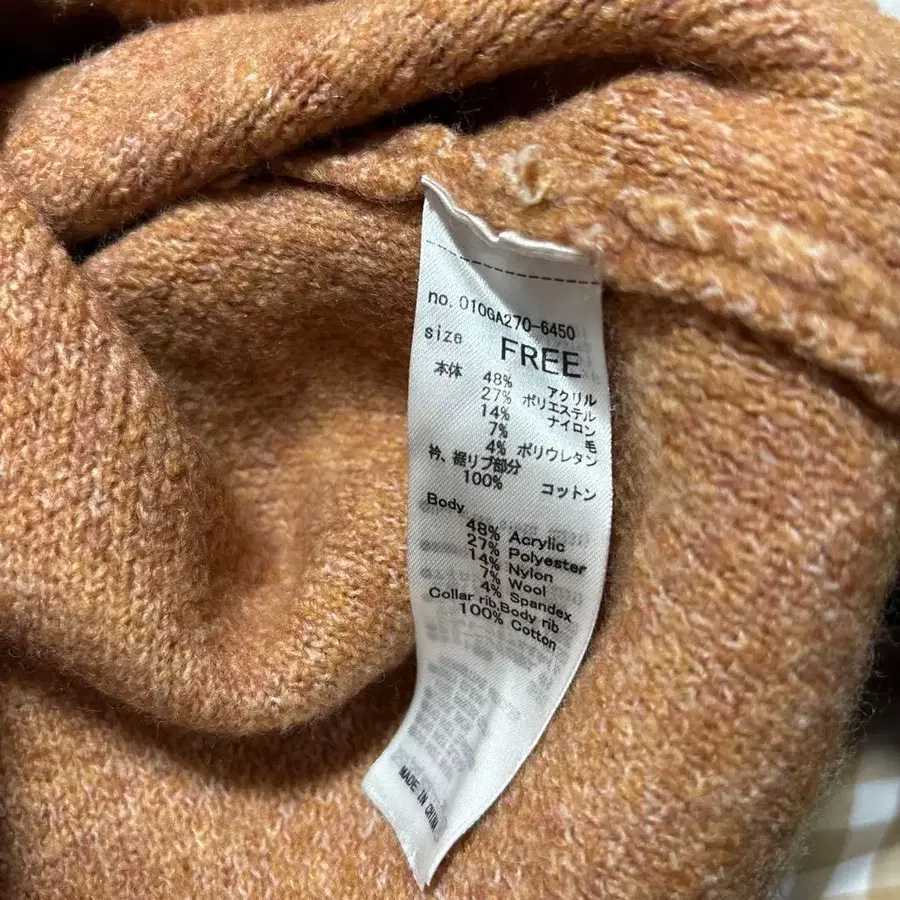 no. 010GA270-6450
size FREE
本体 48% アクリル
27% ポリエステル
14% ナイロン
7% 毛
4% ポリウレタン
衿、裾リブ部分
100% コットン
Body
48% Acrylic
27% Polyester
14% Nylon
7% Wool
4% Spandex
Collar rib,Body rib
100% Cotton
MADE IN CHINA